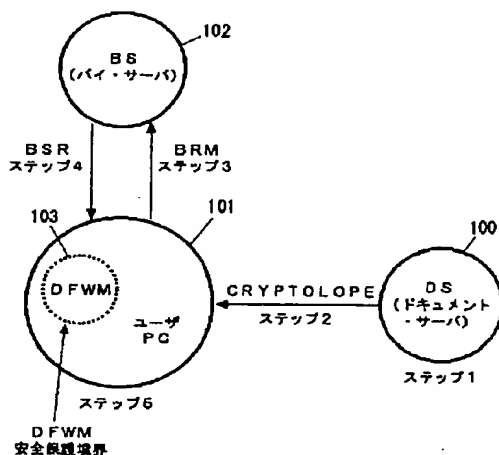 102
BS
(バイ・サーバ)
BSR
ステップ4
BRM
ステップ3
103
101
100
DFWM
ユーザ
PC
CRYPTOLOPE
ステップ2
DS
(ドキュメント
・サーバ)
ステップ1
ステップ5
DFWM
安全保護境界